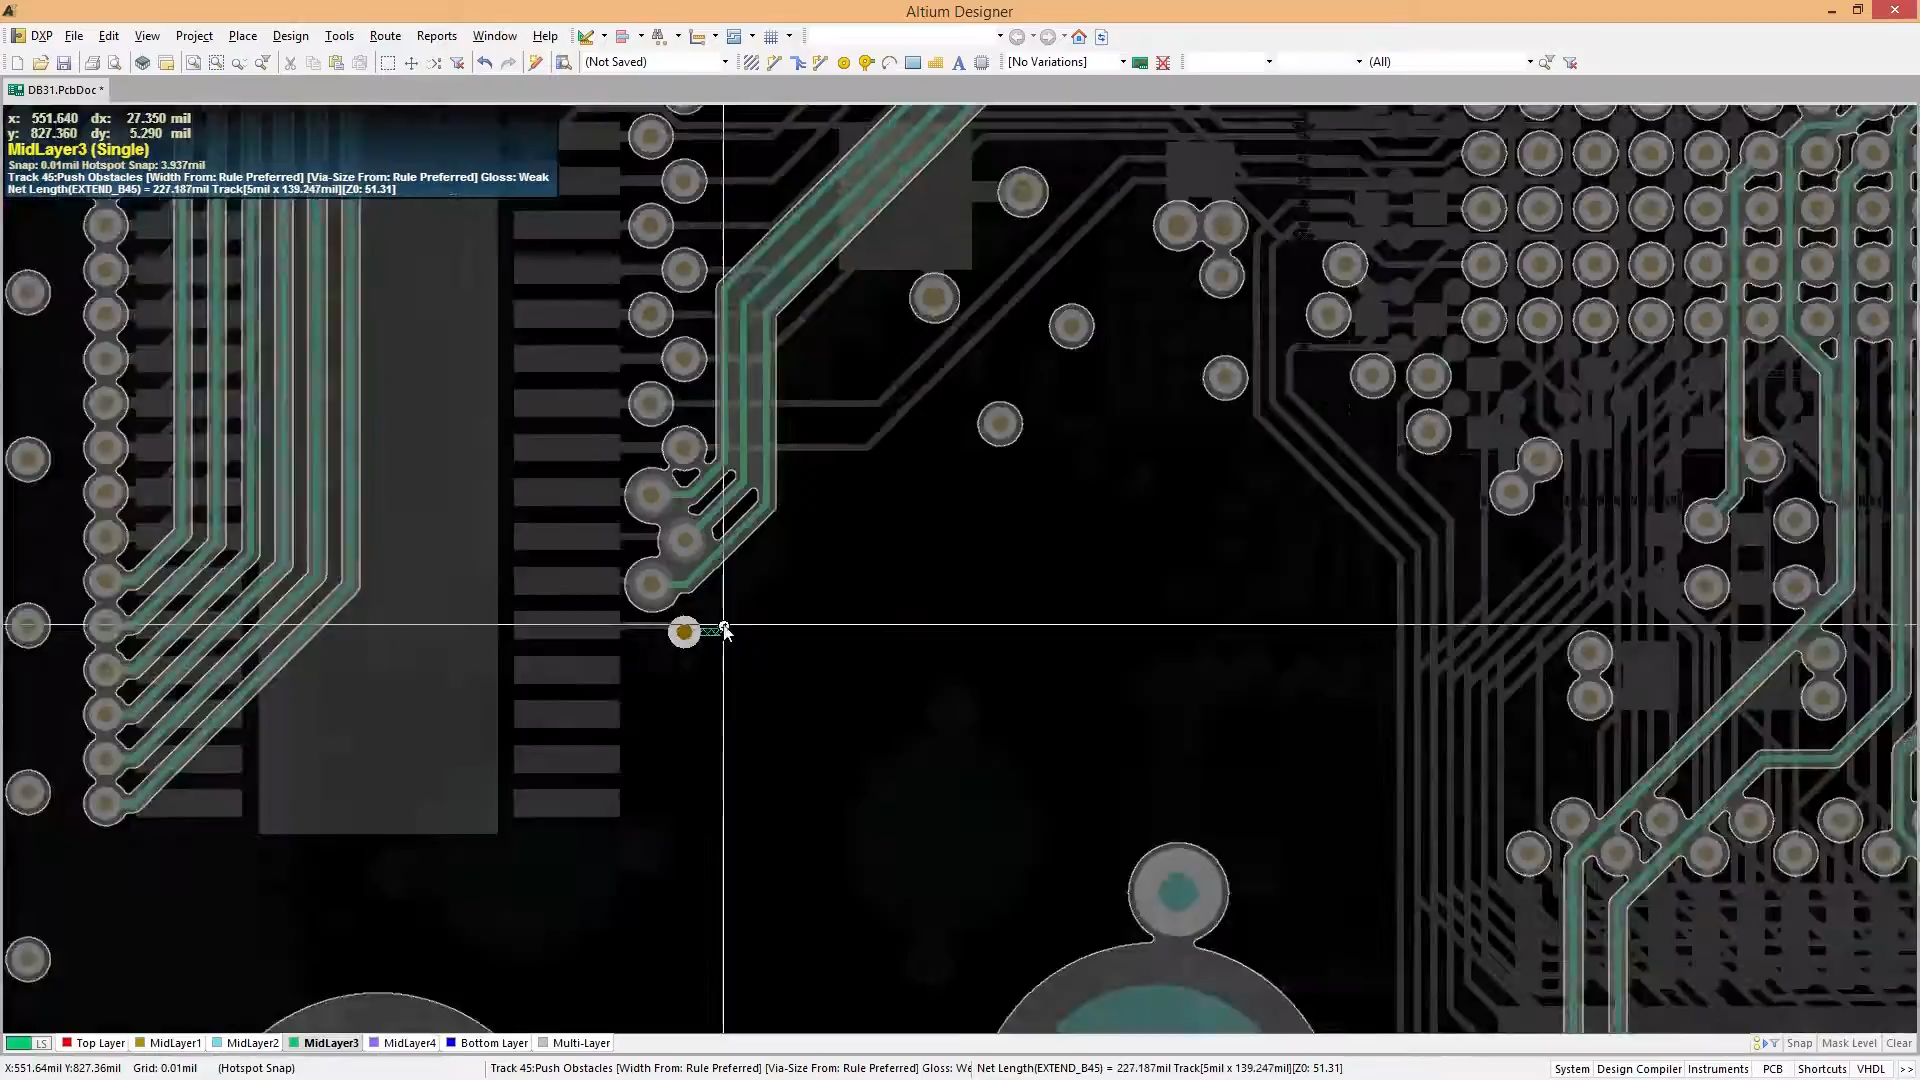 Altium Designer
DXP File Edit View Project Place Design Tools Route Reports Window Help
(Not Saved) A [No Variations] (All)
DB31.PcbDoc *
x: 551.640 dx: 27.350 mil
y: 827.360 dy: 5.290 mil
MidLayer3 (Single)
Snap: 0.01mil Hotspot Snap: 3.937mil
Track 45:Push Obstacles [Width From: Rule Preferred] [Via-Size From: Rule Preferred] Gloss: Weak
Net Length(EXTEND_B45) = 227.187mil Track[5mil x 139.247mil][Z0: 51.31]
LS Top Layer MidLayer1 MidLayer2 MidLayer3 MidLayer4 Bottom Layer Multi-Layer Snap Mask Level Clear
X:551.64mil Y:827.36mil Grid: 0.01mil (Hotspot Snap) Track 45:Push Obstacles [Width From: Rule Preferred] [Via-Size From: Rule Preferred] Gloss: We Net Length(EXTEND_B45) = 227.187mil Track[5mil x 139.247mil][Z0: 51.31] System Design Compiler Instruments PCB Shortcuts VHDL >>